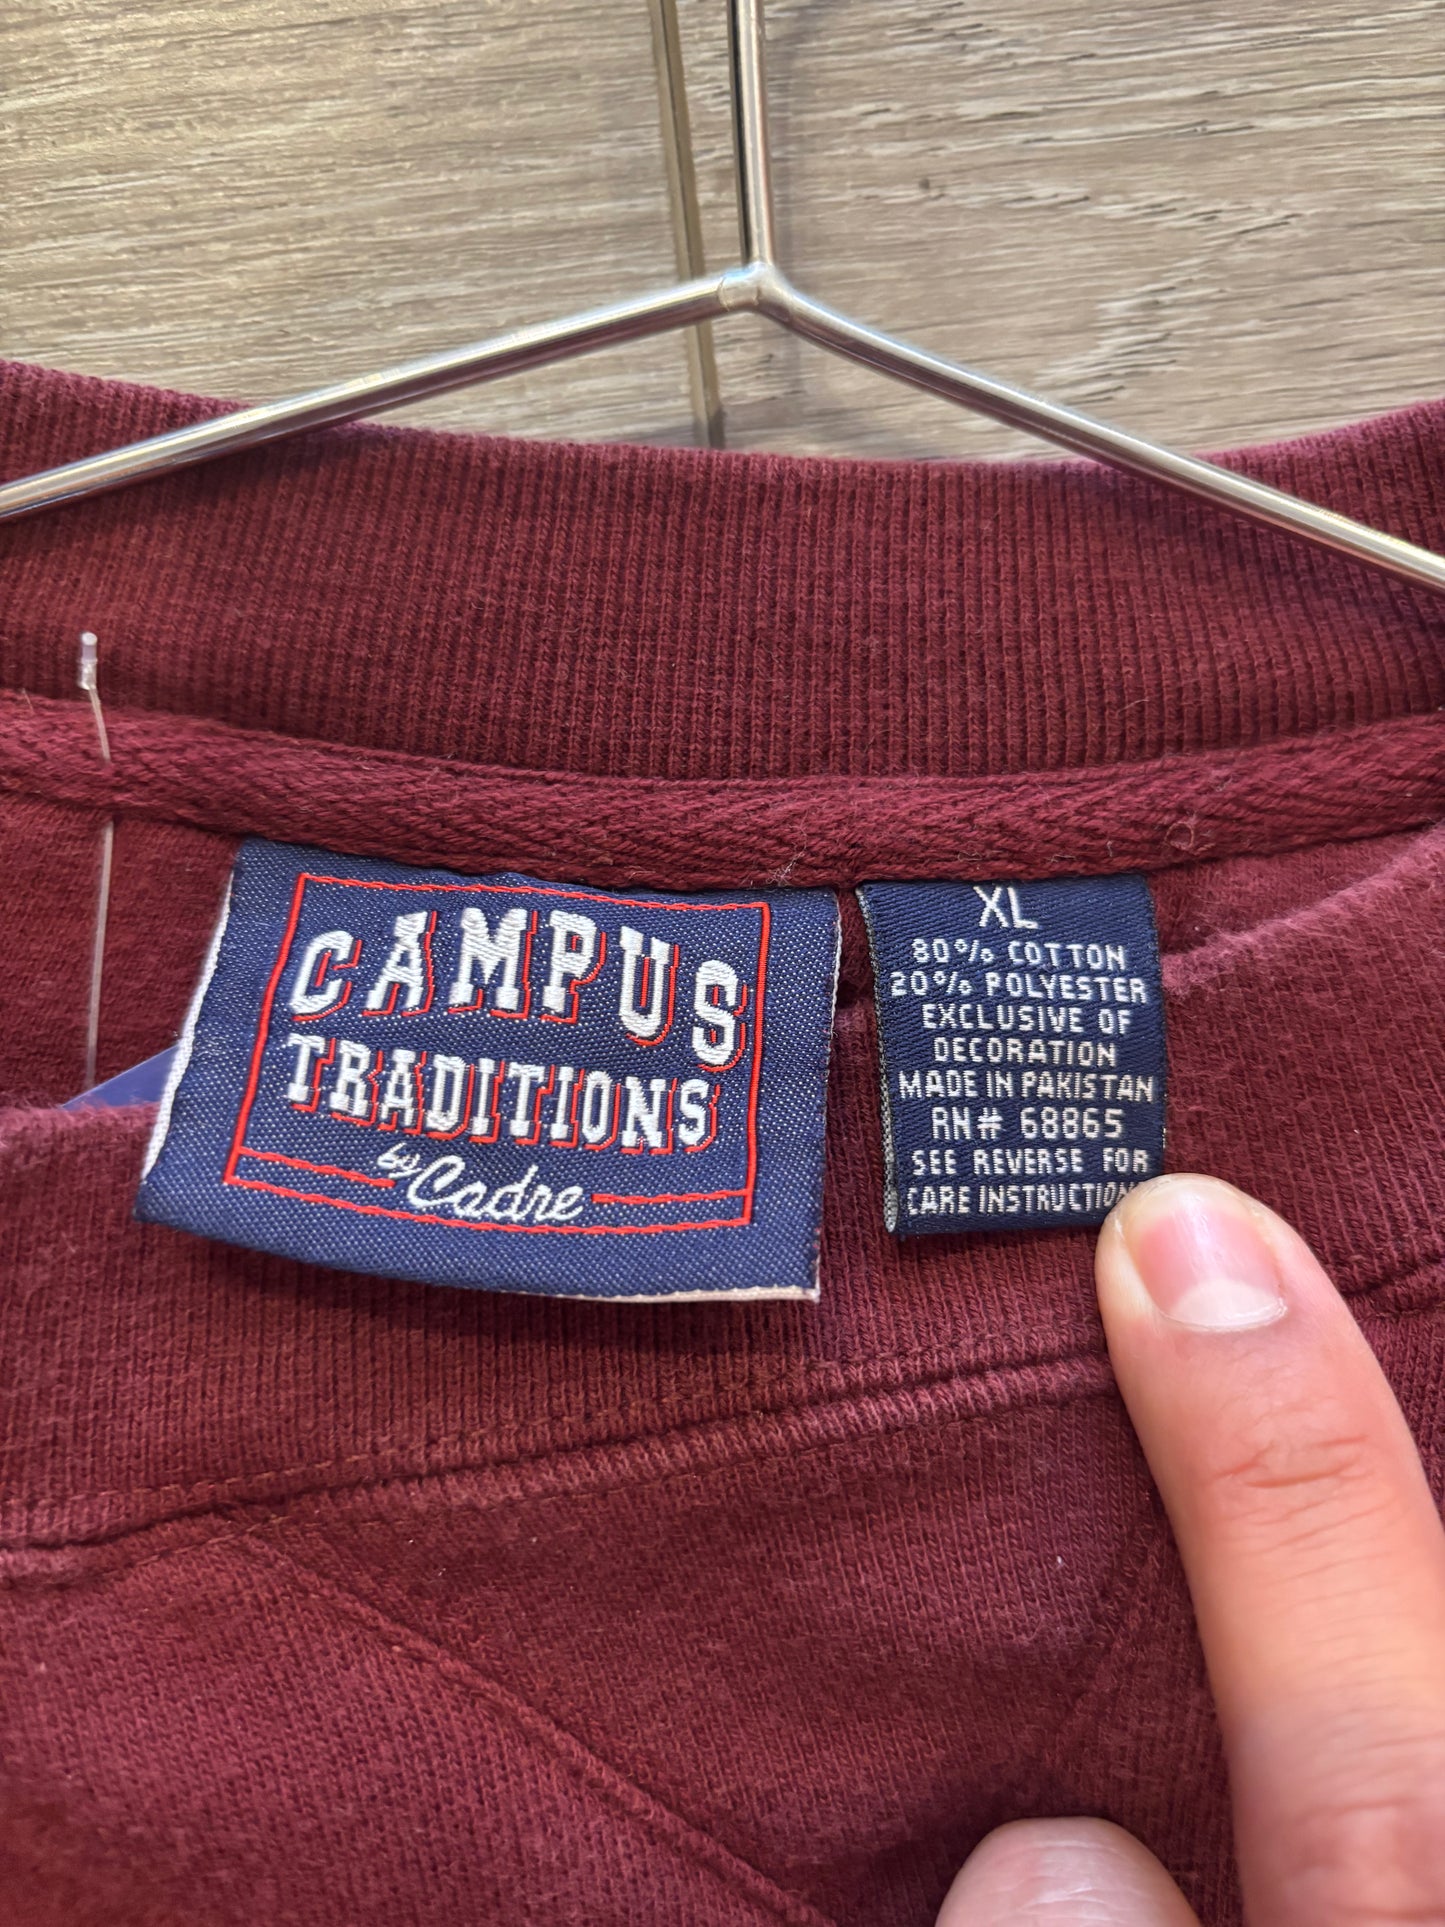 CAMPUS
TRADITIONS
by Cadre
XL
80% COTTON
20% POLYESTER
EXCLUSIVE OF
DECORATION
MADE IN PAKISTAN
RN# 68865
SEE REVERSE FOR
CARE INSTRUCTION